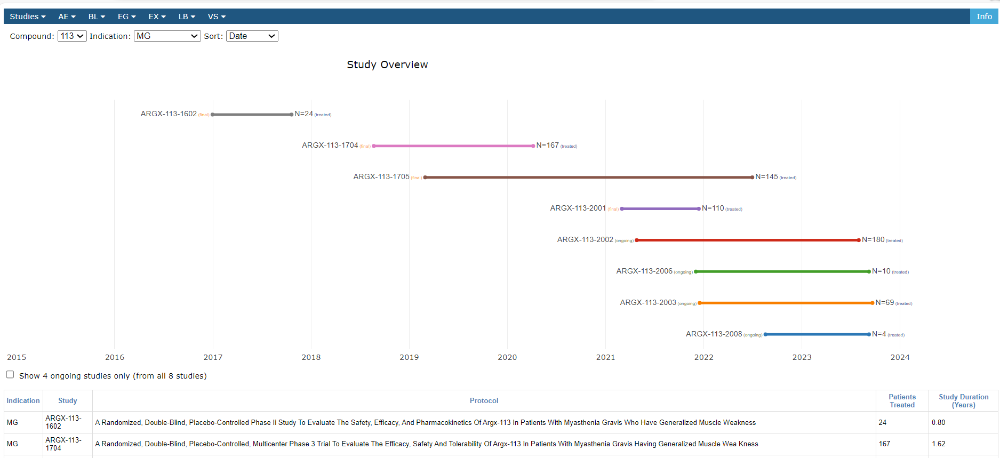 Studies AE BL EG EX LB VS Info
Compound: 113 Indication: MG Sort: Date
Study Overview
ARGX-113-1602 (final) N=24 (treated)
ARGX-113-1704 (final) N=167 (treated)
ARGX-113-1705 (final) N=145 (treated)
ARGX-113-2001 (final) N=110 (treated)
ARGX-113-2002 (ongoing) N=180 (treated)
ARGX-113-2006 (ongoing) N=10 (treated)
ARGX-113-2003 (ongoing) N=69 (treated)
ARGX-113-2008 (ongoing) N=4 (treated)
2015 2016 2017 2018 2019 2020 2021 2022 2023 2024
Show 4 ongoing studies only (from all 8 studies)
Indication Study Protocol Patients Treated Study Duration (Years)
MG ARGX-113-1602 A Randomized, Double-Blind, Placebo-Controlled Phase Ii Study To Evaluate The Safety, Efficacy, And Pharmacokinetics Of Argx-113 In Patients With Myasthenia Gravis Who Have Generalized Muscle Weakness 24 0.80
MG ARGX-113-1704 A Randomized, Double-Blind, Placebo-Controlled, Multicenter Phase 3 Trial To Evaluate The Efficacy, Safety And Tolerability Of Argx-113 In Patients With Myasthenia Gravis Having Generalized Muscle Wea Kness 167 1.62